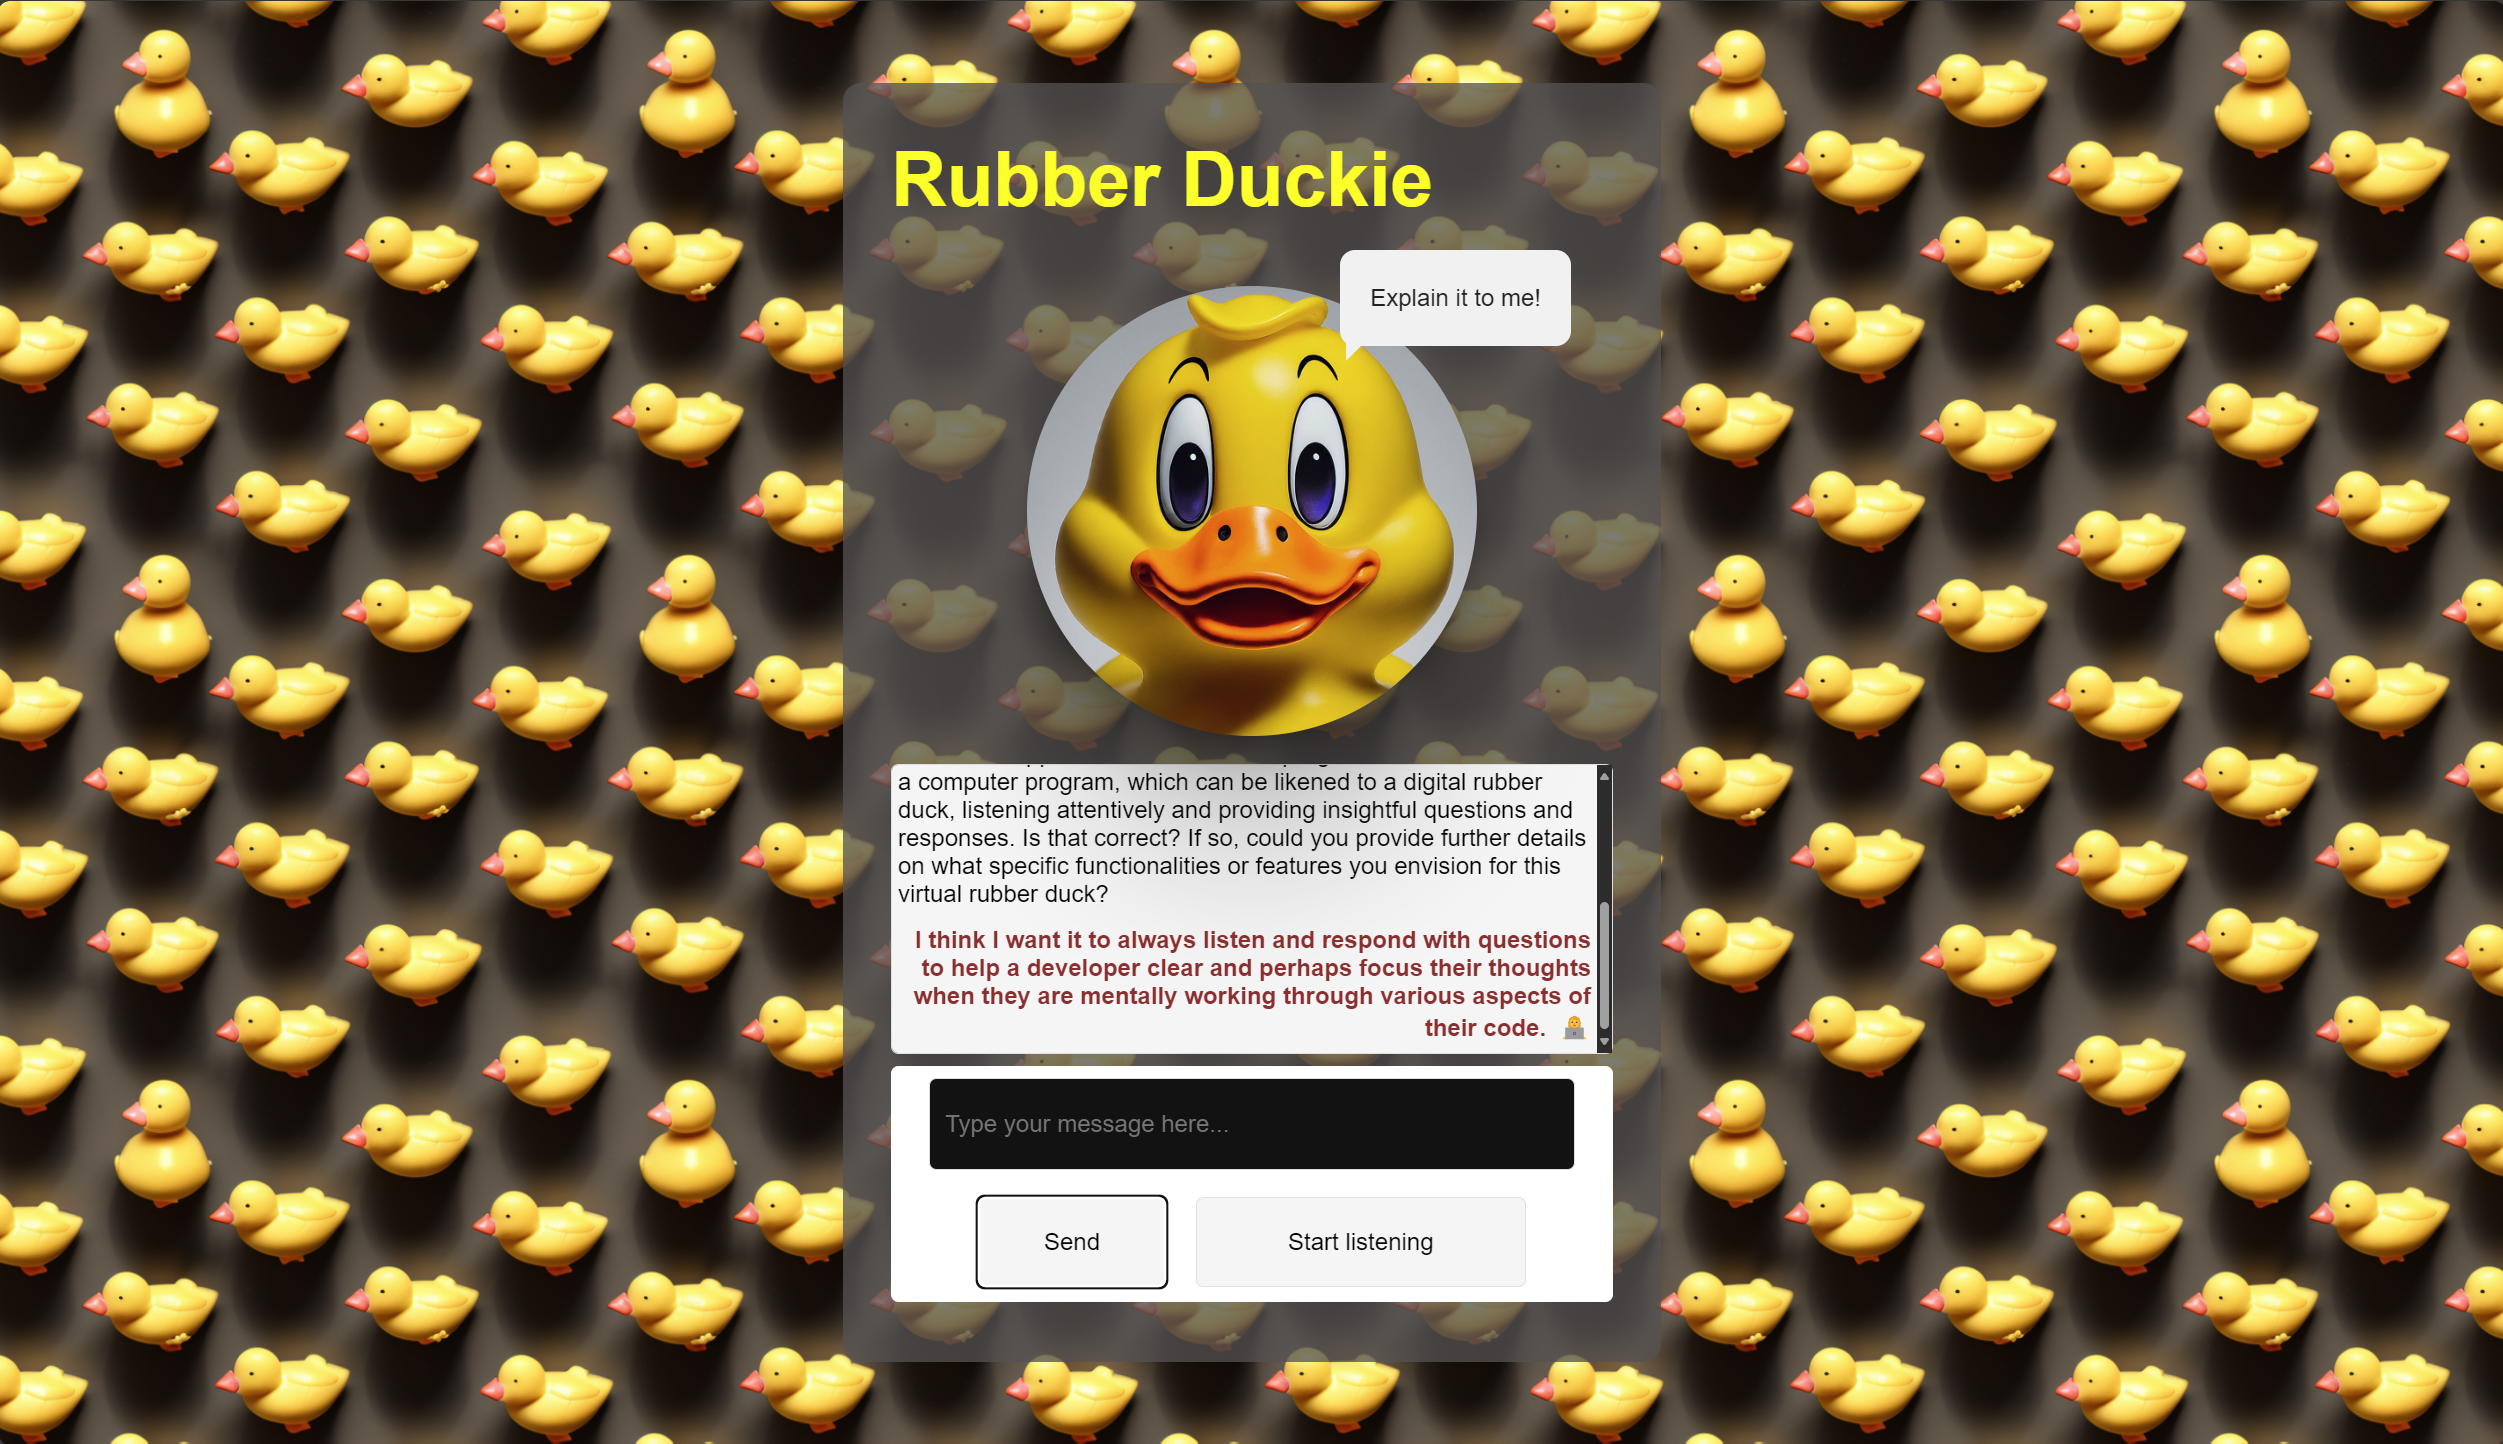 Rubber Duckie
Explain it to me!
a computer program, which can be likened to a digital rubber
duck, listening attentively and providing insightful questions and
responses. Is that correct? If so, could you provide further details
on what specific functionalities or features you envision for this
virtual rubber duck?
I think I want it to always listen and respond with questions
to help a developer clear and perhaps focus their thoughts
when they are mentally working through various aspects of
their code.
Type your message here...
Send
Start listening